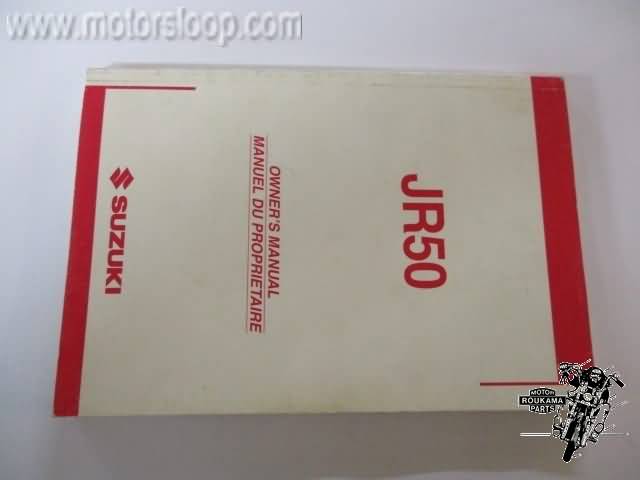 www.motorsloop.com
JR50
OWNER'S MANUAL
MANUEL DU PROPRIETAIRE
SUZUKI
MOTOR
ROUKAMA
PARTS